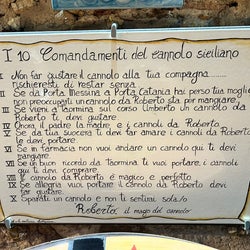 I 10 Comandamenti del cannolo siciliano
I Non far gustare il cannolo alla tua compagna........
rischieresti di restar senza.
II Se da Porta Messina a Porta Catania hai perso tua moglie
non preoccuparti un cannolo da Roberto sta per mangiare.
III Se vieni a Taormina sul corso Umberto un cannolo da
Roberto ti devi gustare.
IV Onora il padre la madre e i cannoli da Roberto.
V Se da tua suocera ti devi far amare i cannoli da Roberto
le devi portare.
VI Se in farmacia non vuoi andare un cannolo qui ti devi
mangiare.
VII Se un buon ricordo da Taormina ti vuoi portare, i cannoli
qui ti devi comprare.
VIII Il cannolo da Roberto è magico e perfetto
IX Se allegria vuoi portare il cannolo da Roberto devi
far gustare.
X Sparati un cannolo e non ti sentirai solo/a
Roberto il mago del cannolo